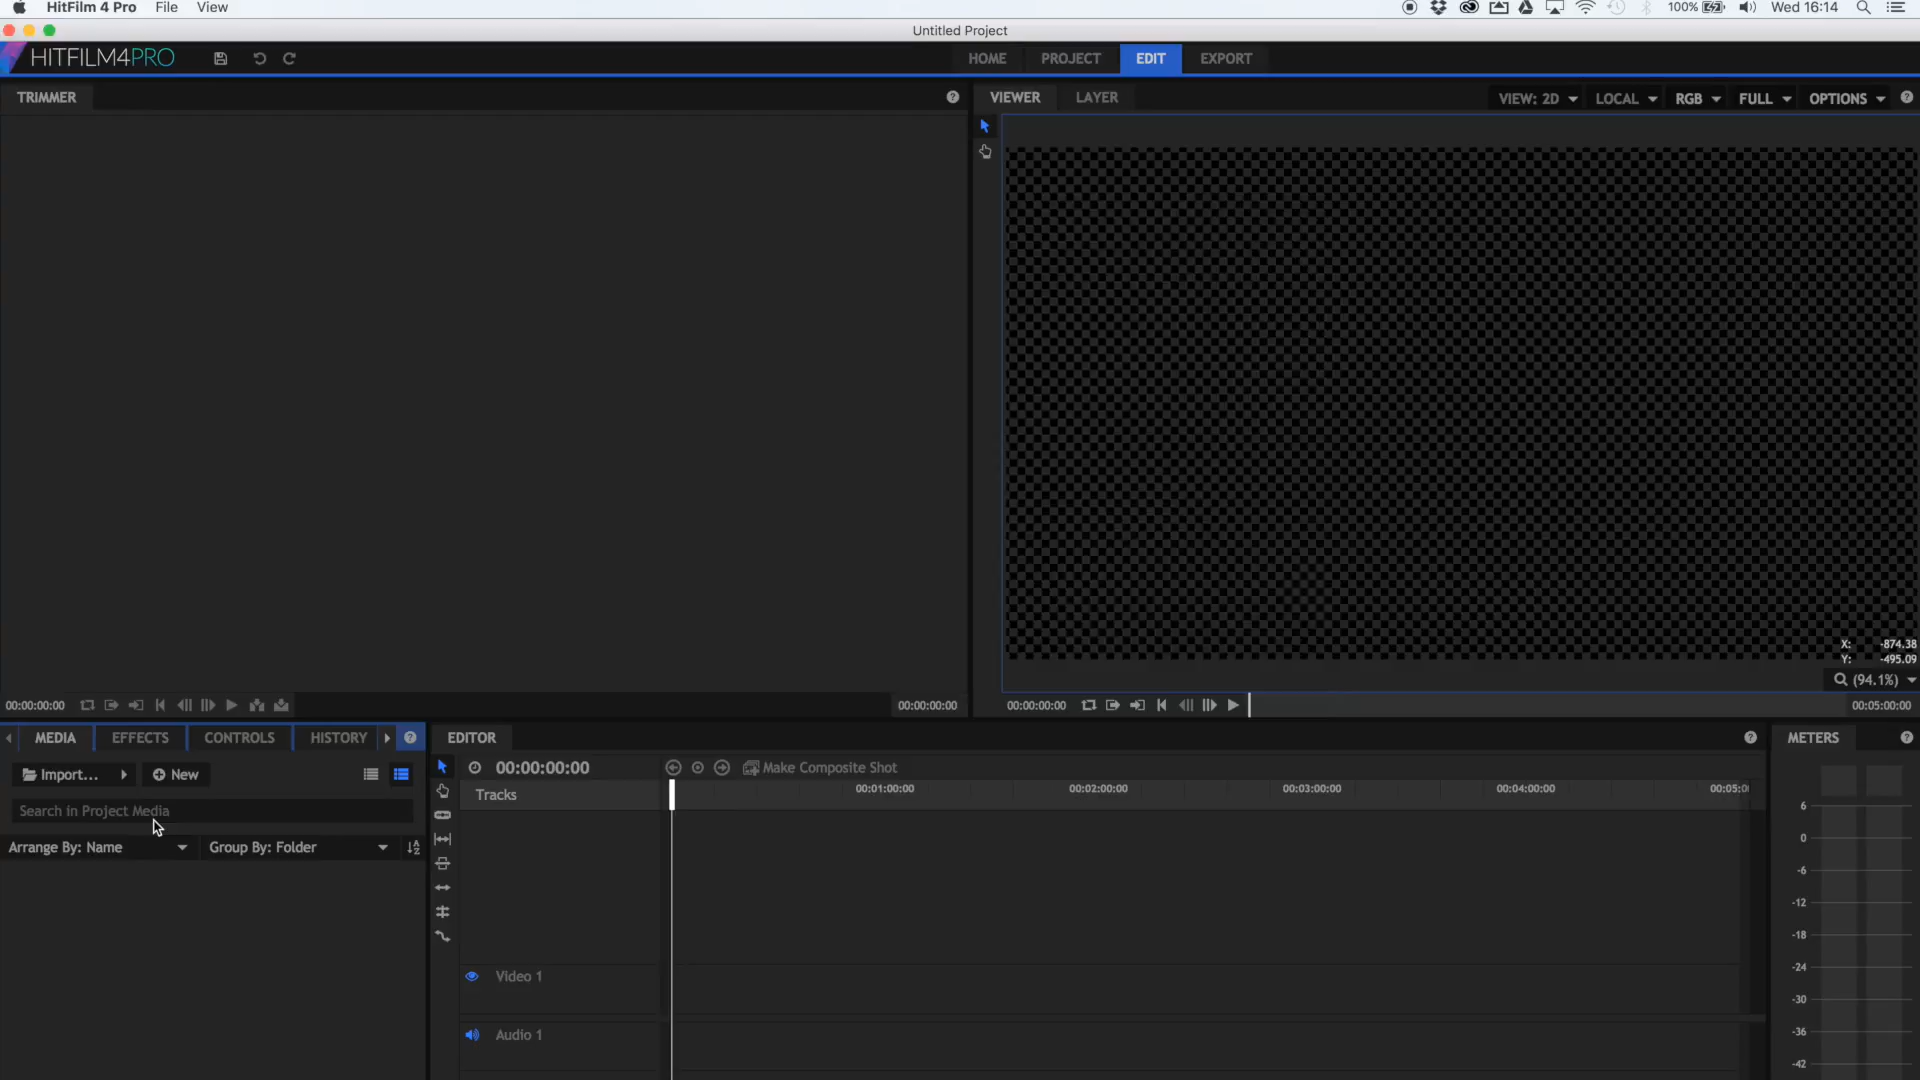 HitFilm 4 Pro File View 100% Wed 16:14
Untitled Project
HITFILM4PRO HOME PROJECT EDIT EXPORT
TRIMMER ? VIEWER LAYER VIEW: 2D LOCAL RGB FULL OPTIONS ?
X: -874.38
Y: -495.09
(94.1%)
00:00:00:00 00:00:00:00 00:00:00:00 00:05:00:00
MEDIA EFFECTS CONTROLS HISTORY ? EDITOR ? METERS ?
Import... New 00:00:00:00 Make Composite Shot
Tracks 00:01:00:00 00:02:00:00 00:03:00:00 00:04:00:00 00:05:0
Search in Project Media
Arrange By: Name Group By: Folder
6
0
-6
-12
-18
-24
-30
-36
-42
Video 1
Audio 1